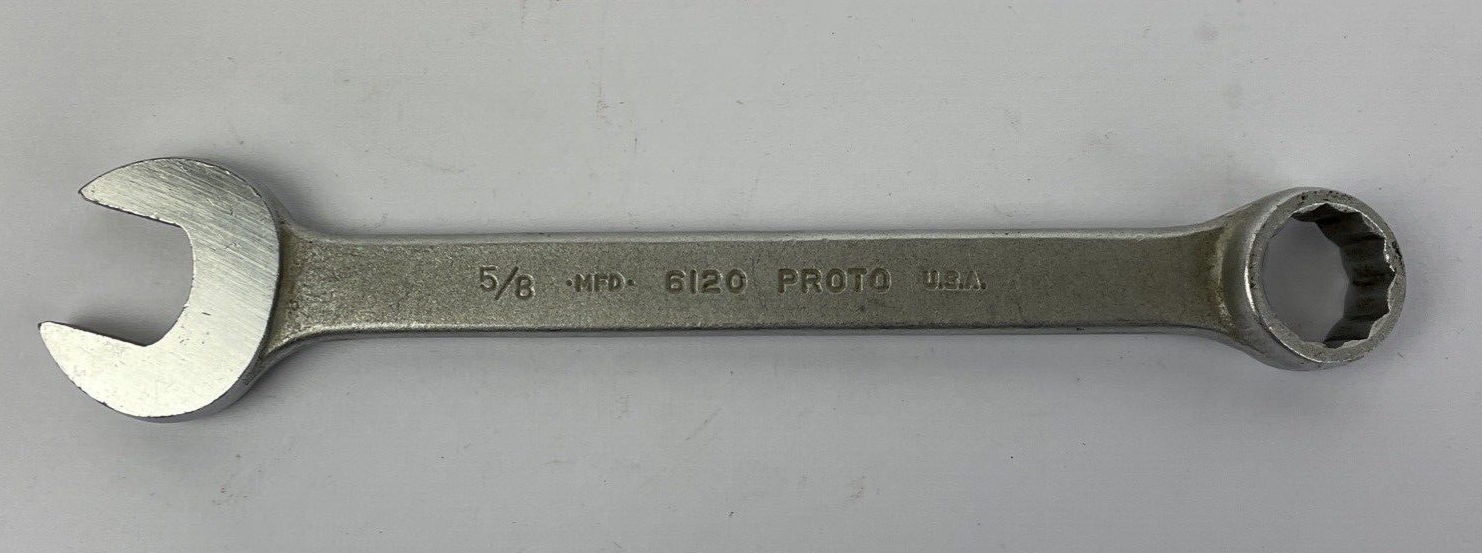 5/8 ·MFD· 6120 PROTO U.S.A.